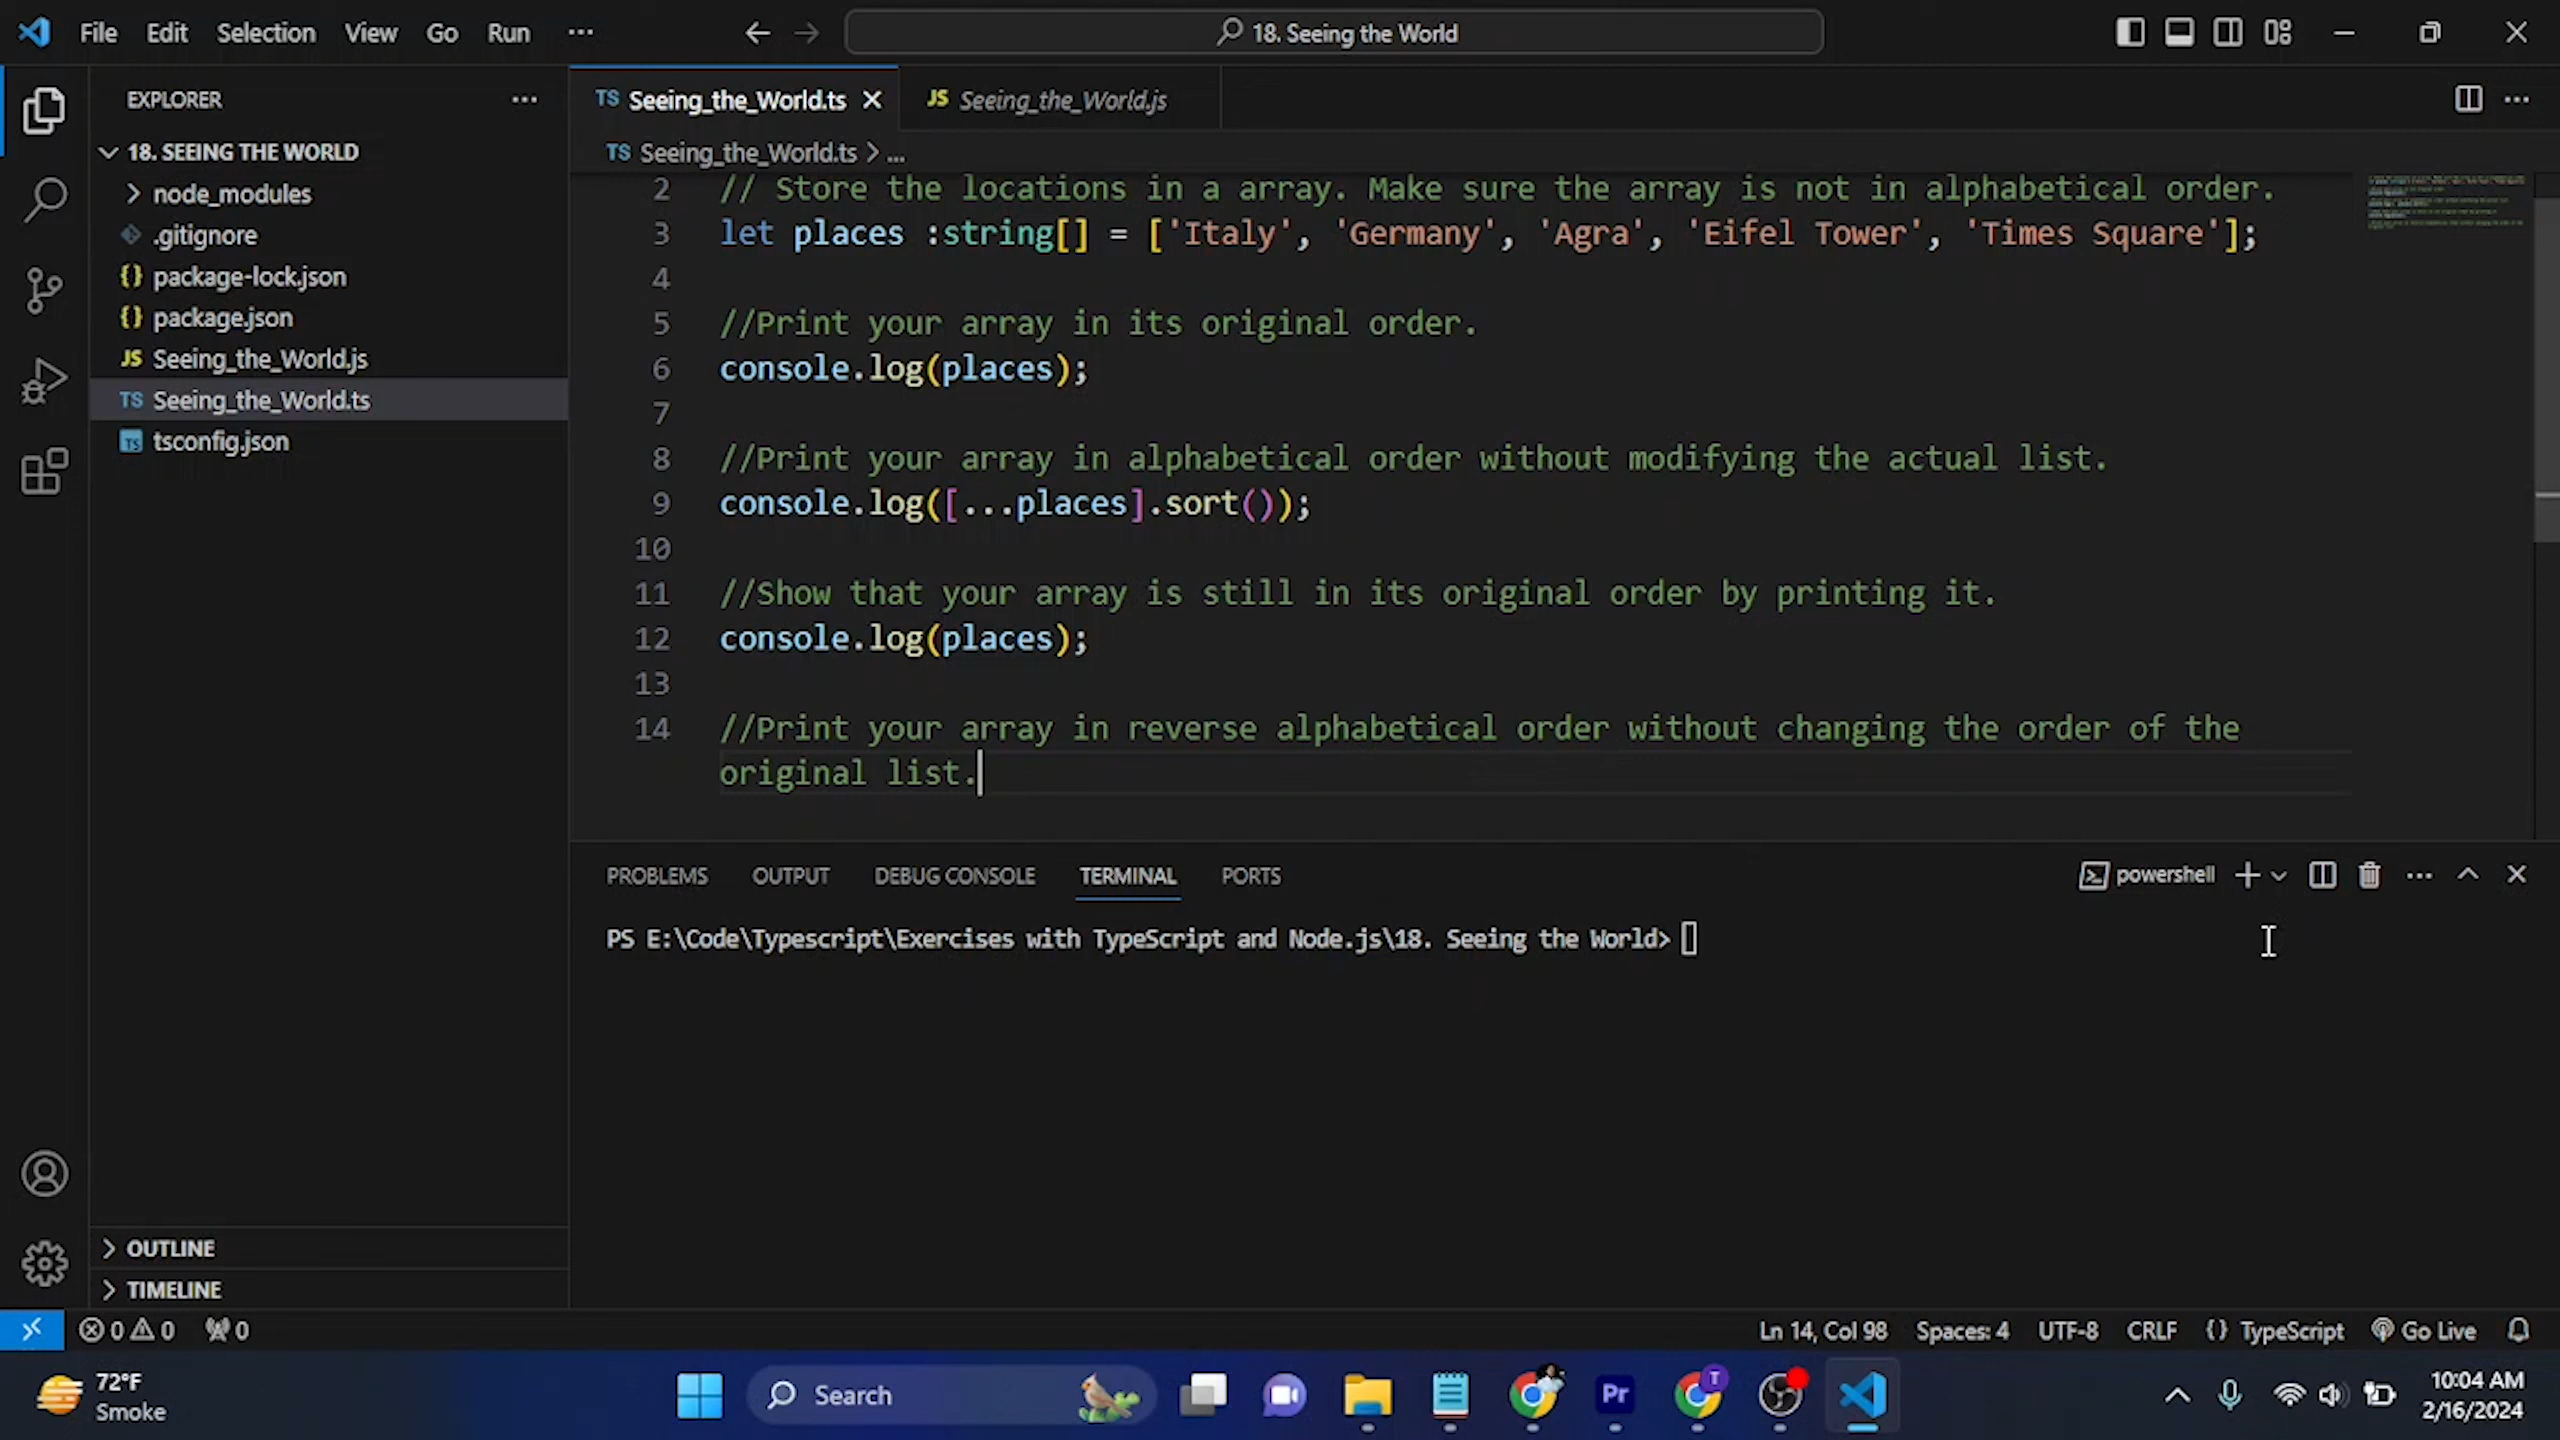 File Edit Selection View Go Run ···
18. Seeing the World
EXPLORER ···
18. SEEING THE WORLD
node_modules
.gitignore
{} package-lock.json
{} package.json
JS Seeing_the_World.js
TS Seeing_the_World.ts
TS tsconfig.json
OUTLINE
TIMELINE
TS Seeing_the_World.ts
JS Seeing_the_World.js
TS Seeing_the_World.ts > ...
2 // Store the locations in a array. Make sure the array is not in alphabetical order.
3 let places :string[] = ['Italy', 'Germany', 'Agra', 'Eifel Tower', 'Times Square'];
4
5 //Print your array in its original order.
6 console.log(places);
7
8 //Print your array in alphabetical order without modifying the actual list.
9 console.log([...places].sort());
10
11 //Show that your array is still in its original order by printing it.
12 console.log(places);
13
14 //Print your array in reverse alphabetical order without changing the order of the
original list.
PROBLEMS OUTPUT DEBUG CONSOLE TERMINAL PORTS
powershell
PS E:\Code\Typescript\Exercises with TypeScript and Node.js\18. Seeing the World>
0 0 0
Ln 14, Col 98 Spaces: 4 UTF-8 CRLF {} TypeScript Go Live
72°F
Smoke
Search
Pr
T
10:04 AM
2/16/2024